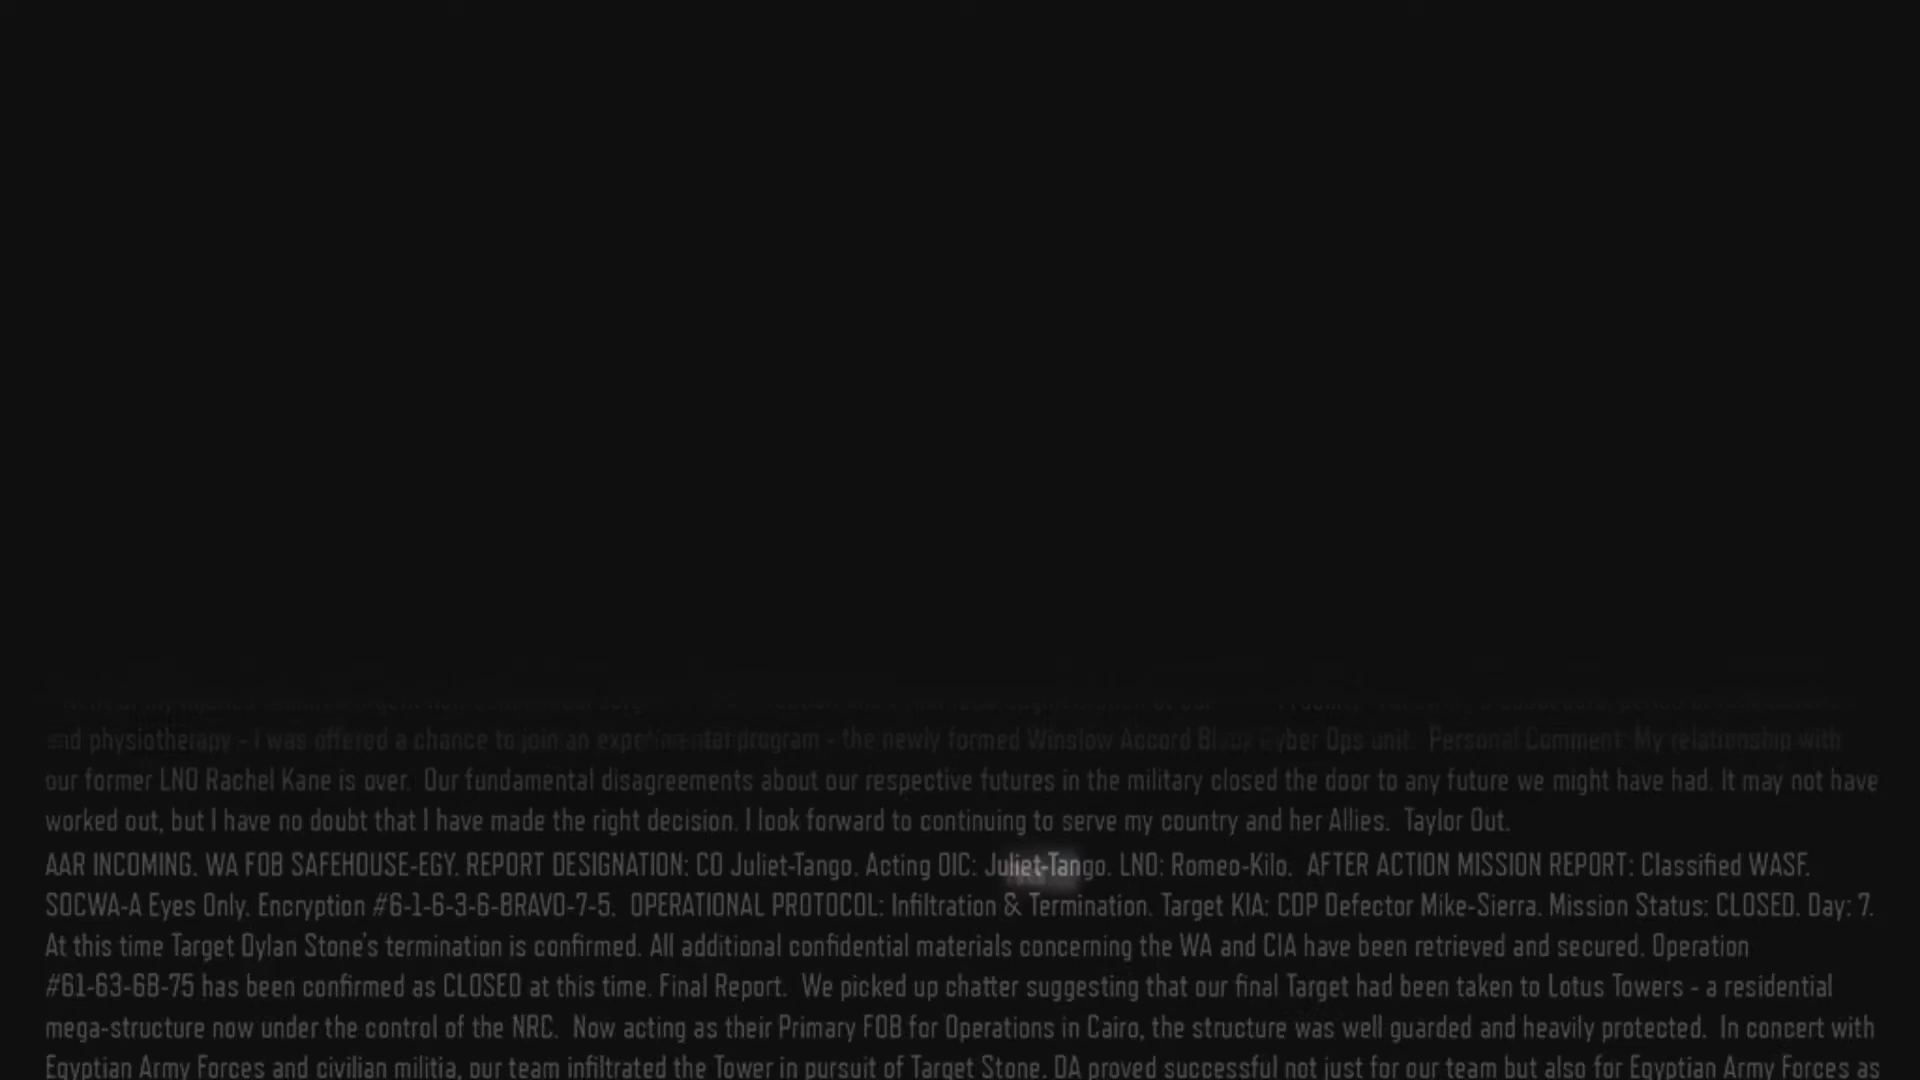 and physiotherapy - I was offered a chance to join an experimental program - the newly formed Winslow Accord Black Cyber Ops unit. Personal Comment: My relationship with
our former LNO Rachel Kane is over. Our fundamental disagreements about our respective futures in the military closed the door to any future we might have had. It may not have
worked out, but I have no doubt that I have made the right decision. I look forward to continuing to serve my country and her Allies. Taylor Out.
AAR INCOMING. WA FOB SAFEHOUSE-EGY. REPORT DESIGNATION: CO Juliet-Tango. Acting OIC: Juliet-Tango. LNO: Romeo-Kilo. AFTER ACTION MISSION REPORT: Classified WASF.
SOCWA-A Eyes Only. Encryption #6-1-6-3-6-BRAVO-7-5. OPERATIONAL PROTOCOL: Infiltration & Termination. Target KIA: CDP Defector Mike-Sierra. Mission Status: CLOSED. Day: 7.
At this time Target Dylan Stone's termination is confirmed. All additional confidential materials concerning the WA and CIA have been retrieved and secured. Operation
#61-63-6B-75 has been confirmed as CLOSED at this time. Final Report. We picked up chatter suggesting that our final Target had been taken to Lotus Towers - a residential
mega-structure now under the control of the NRC. Now acting as their Primary FOB for Operations in Cairo, the structure was well guarded and heavily protected. In concert with
Egyptian Army Forces and civilian militia, our team infiltrated the Tower in pursuit of Target Stone. DA proved successful not just for our team but also for Egyptian Army Forces as